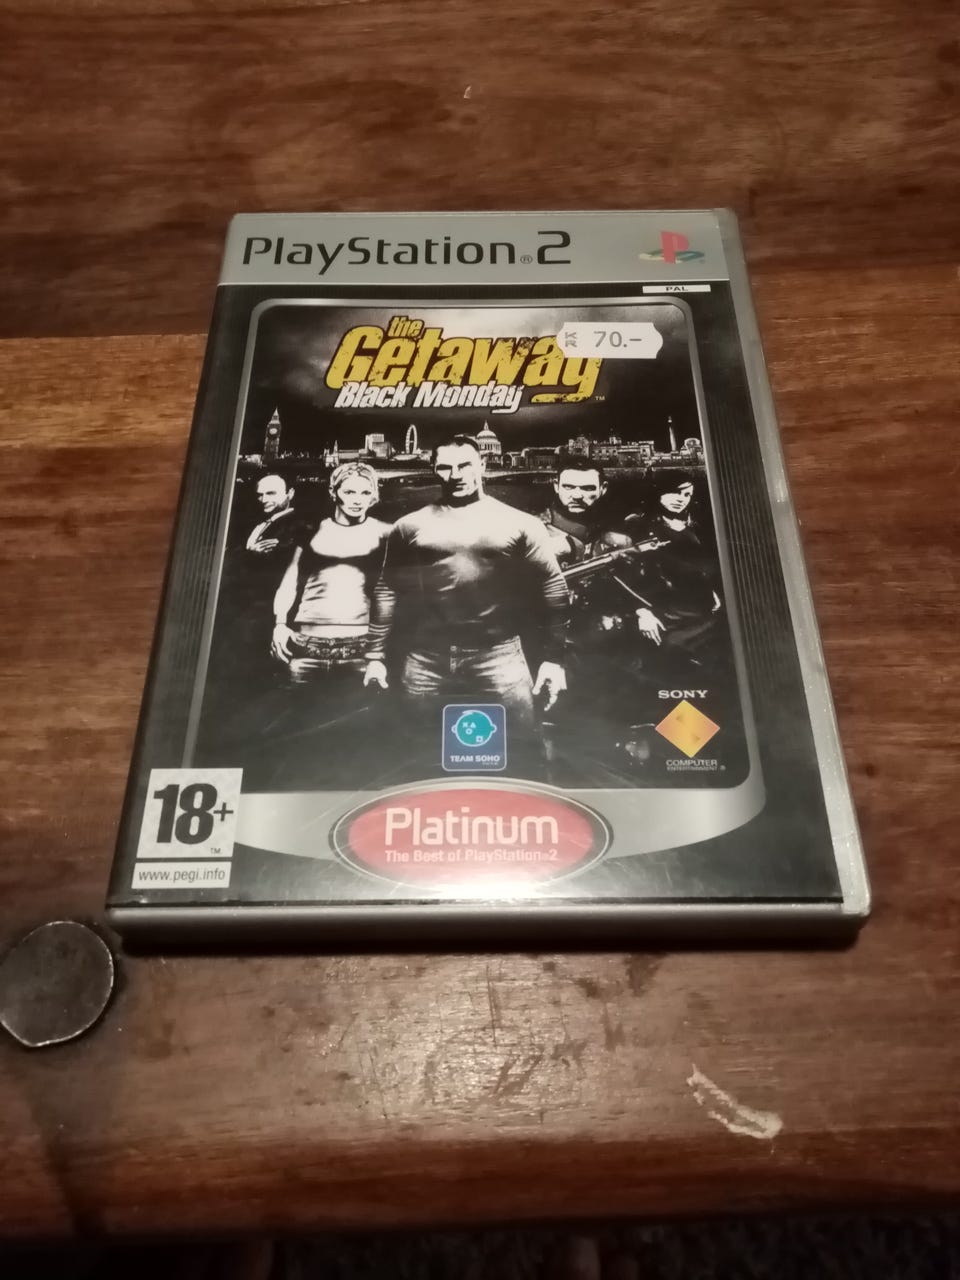 PlayStation®2
PAL
the
Getaway
KR 70.-
Black Monday™
SONY
COMPUTER
ENTERTAINMENT®
TEAM SOHO
18+
™
www.pegi.info
Platinum
The Best of PlayStation®2